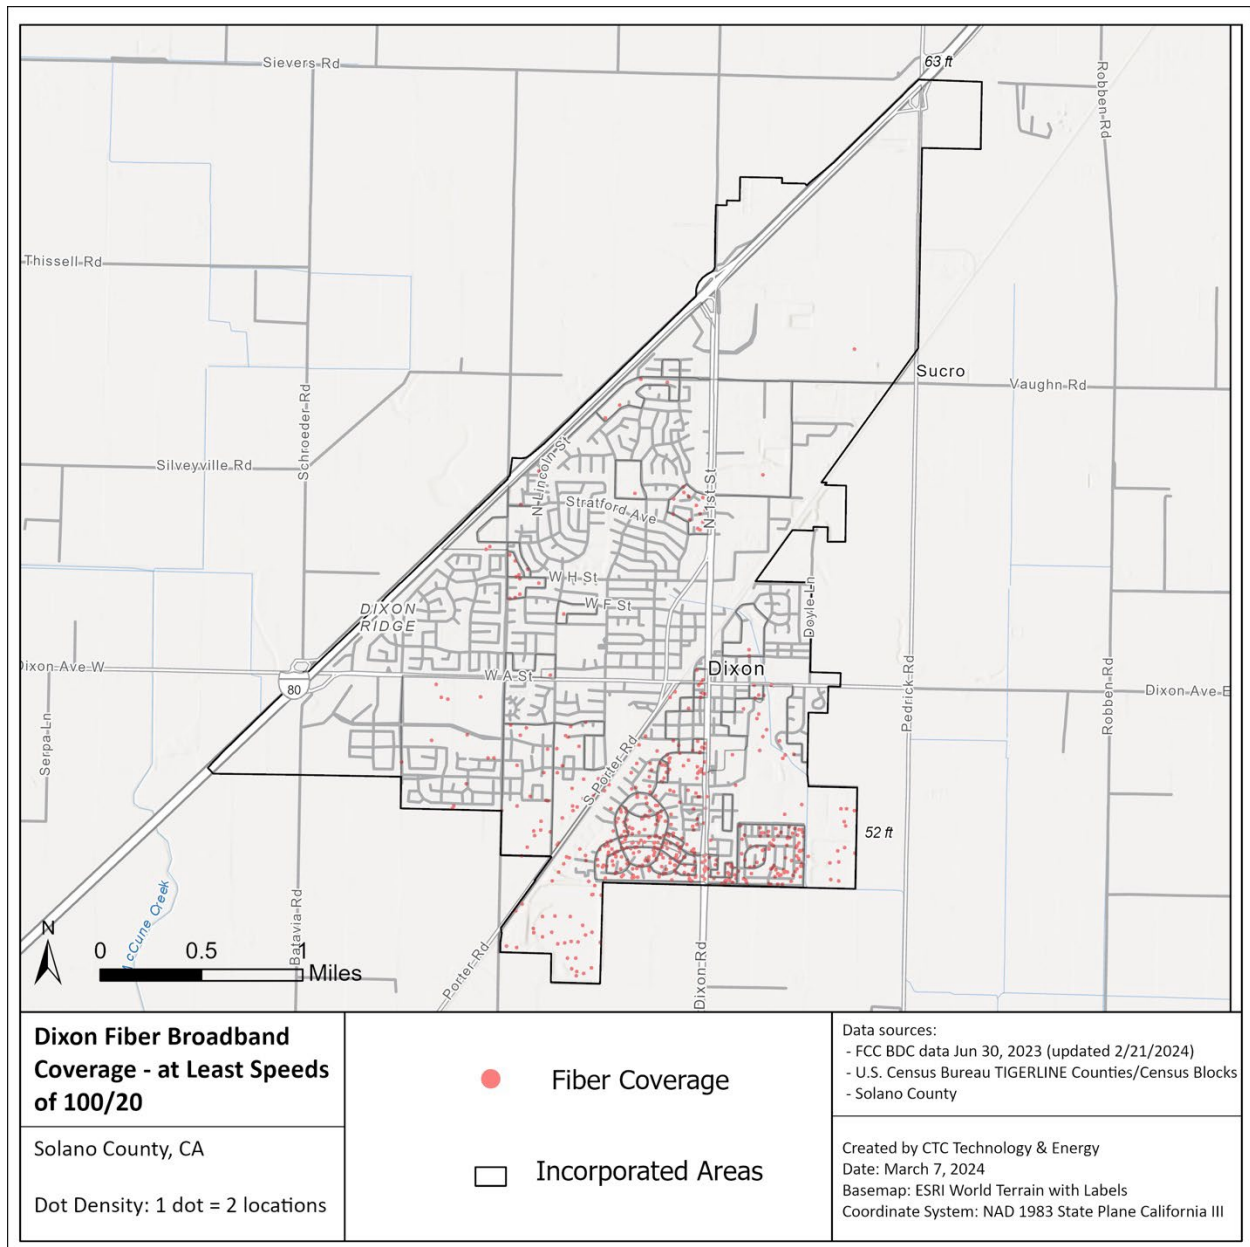 63 ft
Sievers Rd
Robben-Rd
Thissell Rd
Sucro
Vaughn Rd
Schroeder-Rd
Silveyville Rd
N-Lincoln-St
Stratford Ave
N-1st-St
W H St
W F St
DIXON
RIDGE
Doyle-Ln
Dixon Ave W
W A St
Dixon
80
Dixon Ave E
Serpa-Ln
Pedrick-Rd
Robben-Rd
S-Porter-Rd
52 ft
McCune Creek
Batavia-Rd
Porter-Rd
Dixon-Rd
N
0 0.5 1
Miles
Dixon Fiber Broadband
Coverage - at Least Speeds
of 100/20
Solano County, CA
Dot Density: 1 dot = 2 locations
Fiber Coverage
Incorporated Areas
Data sources:
- FCC BDC data Jun 30, 2023 (updated 2/21/2024)
- U.S. Census Bureau TIGERLINE Counties/Census Blocks
- Solano County
Created by CTC Technology & Energy
Date: March 7, 2024
Basemap: ESRI World Terrain with Labels
Coordinate System: NAD 1983 State Plane California III